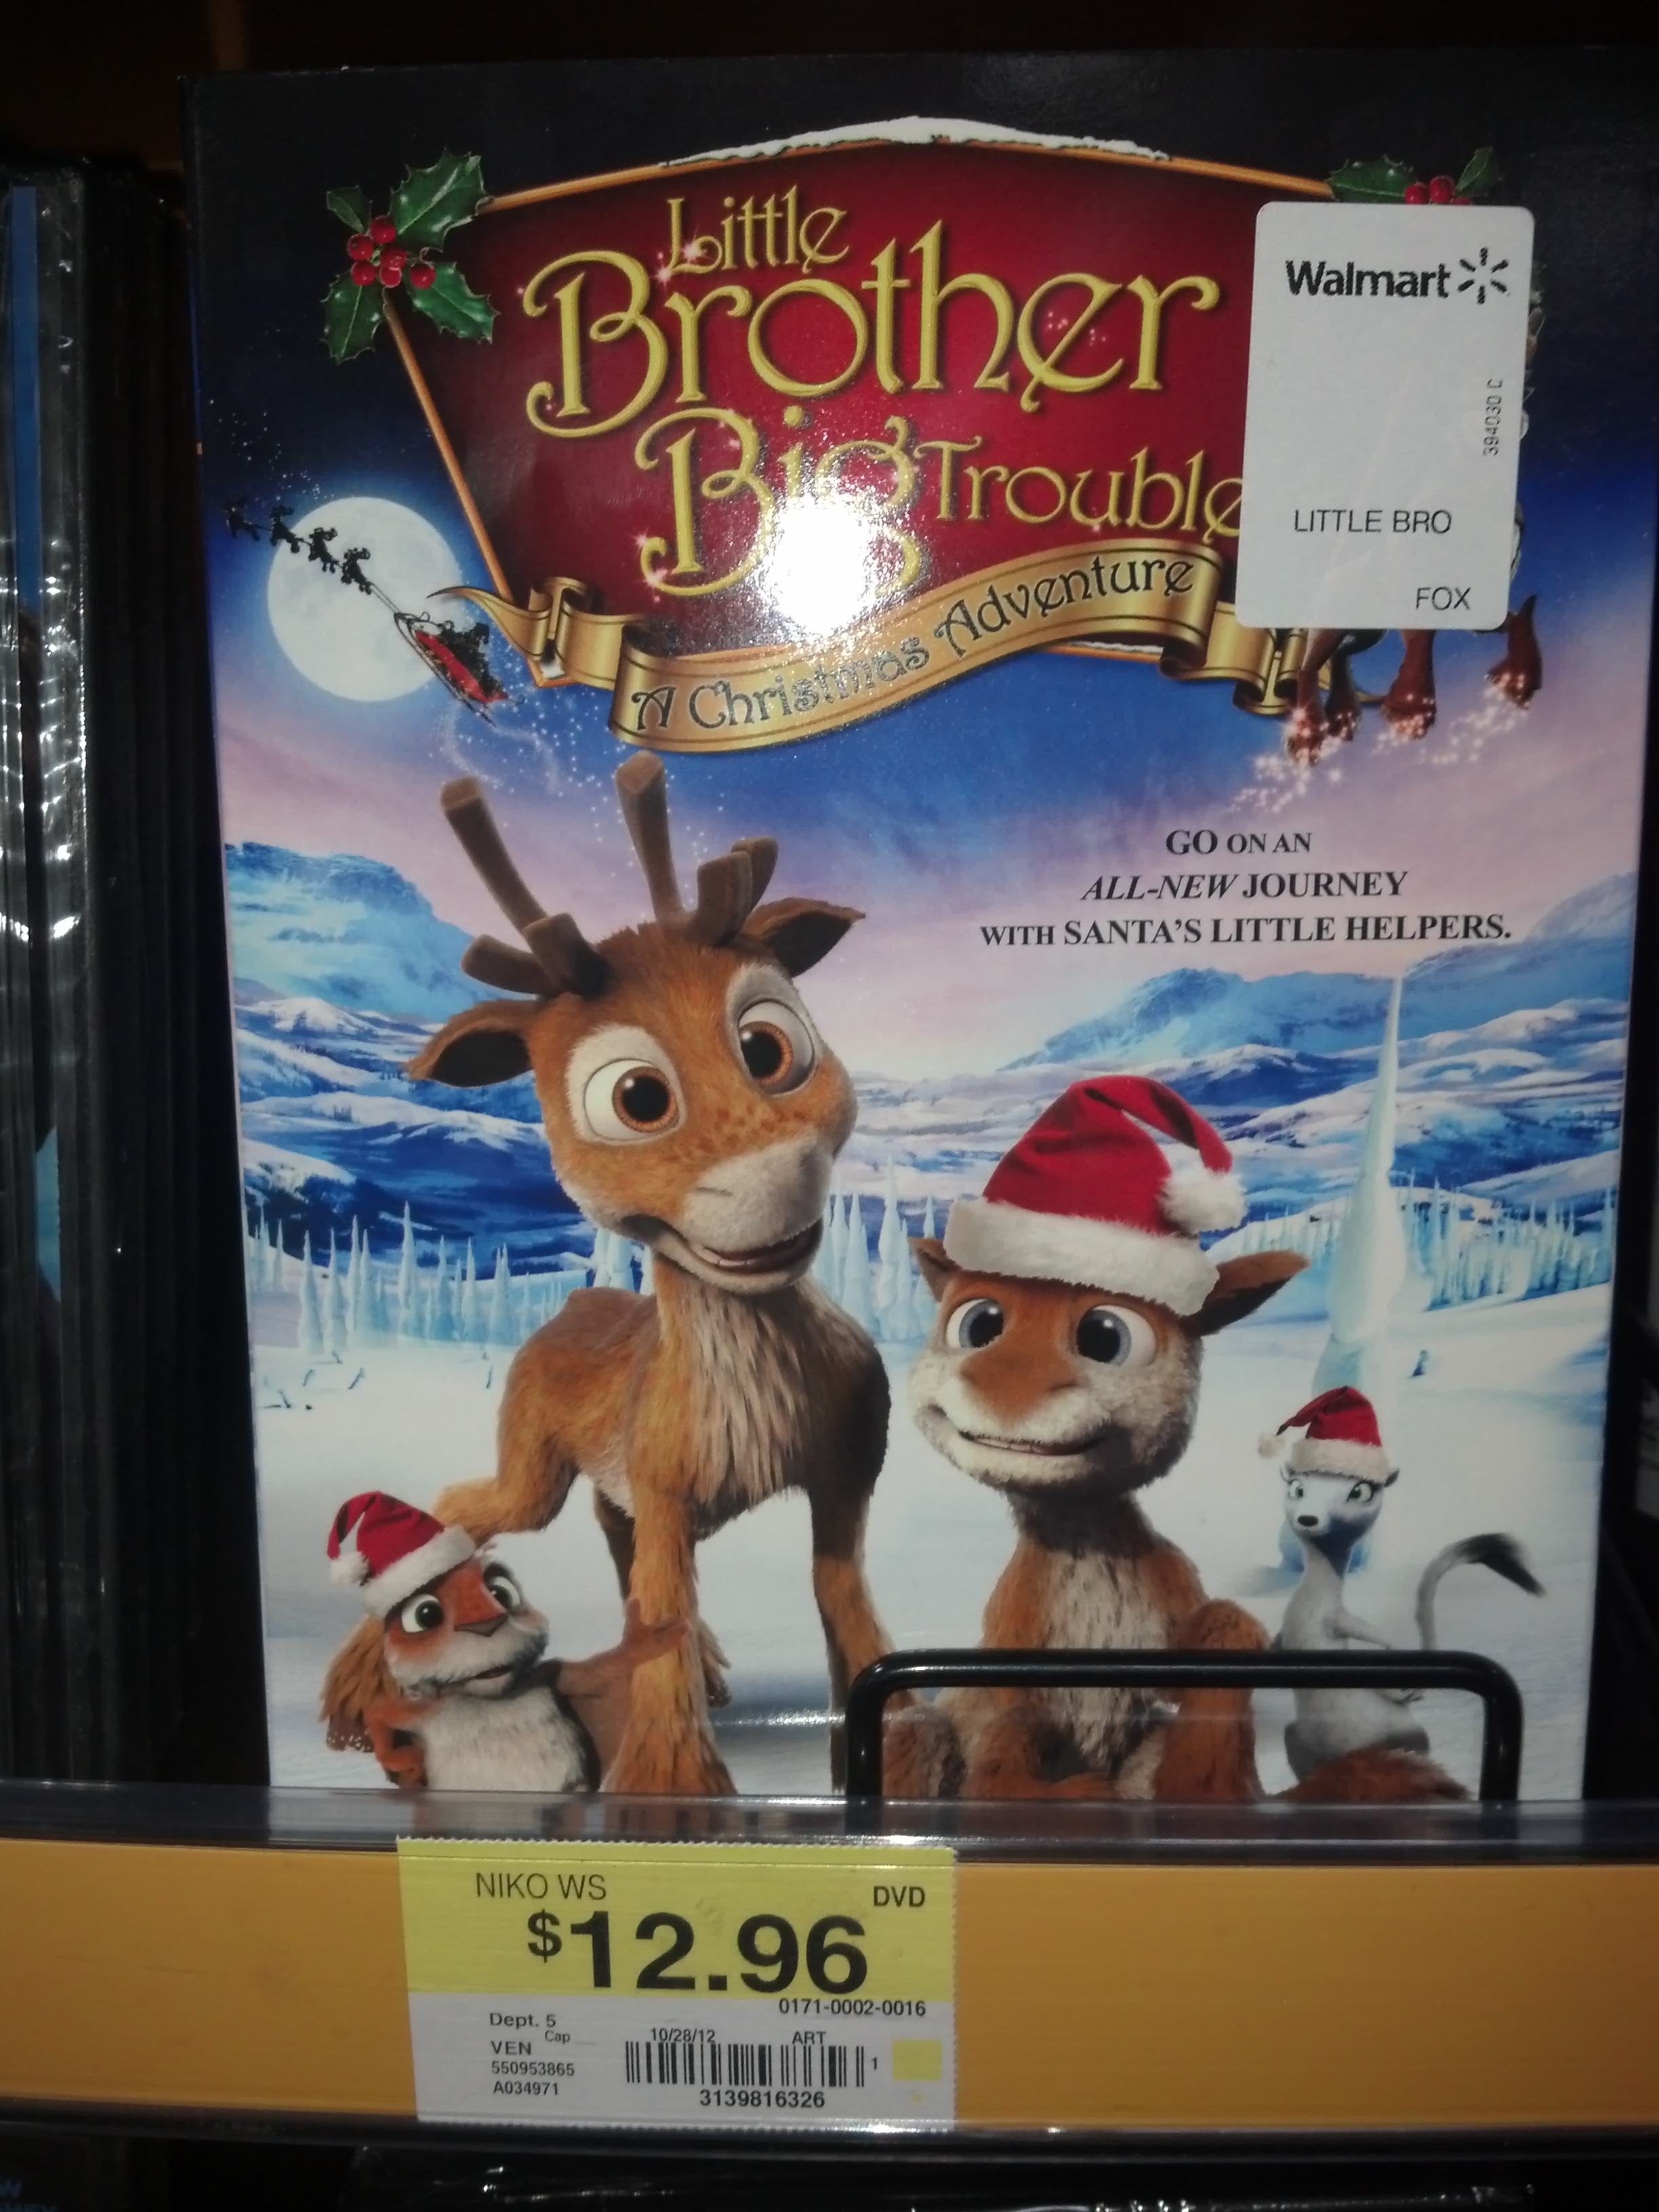 Little
Brother
Big Trouble
A Christmas Adventure
Walmart
394030 C
LITTLE BRO
FOX
GO ON AN
ALL-NEW JOURNEY
WITH SANTA'S LITTLE HELPERS.
NIKO WS
DVD
$12.96
0171-0002-0016
Dept. 5
Cap
10/28/12 ART
VEN
550953865
A034971
1
3139816326